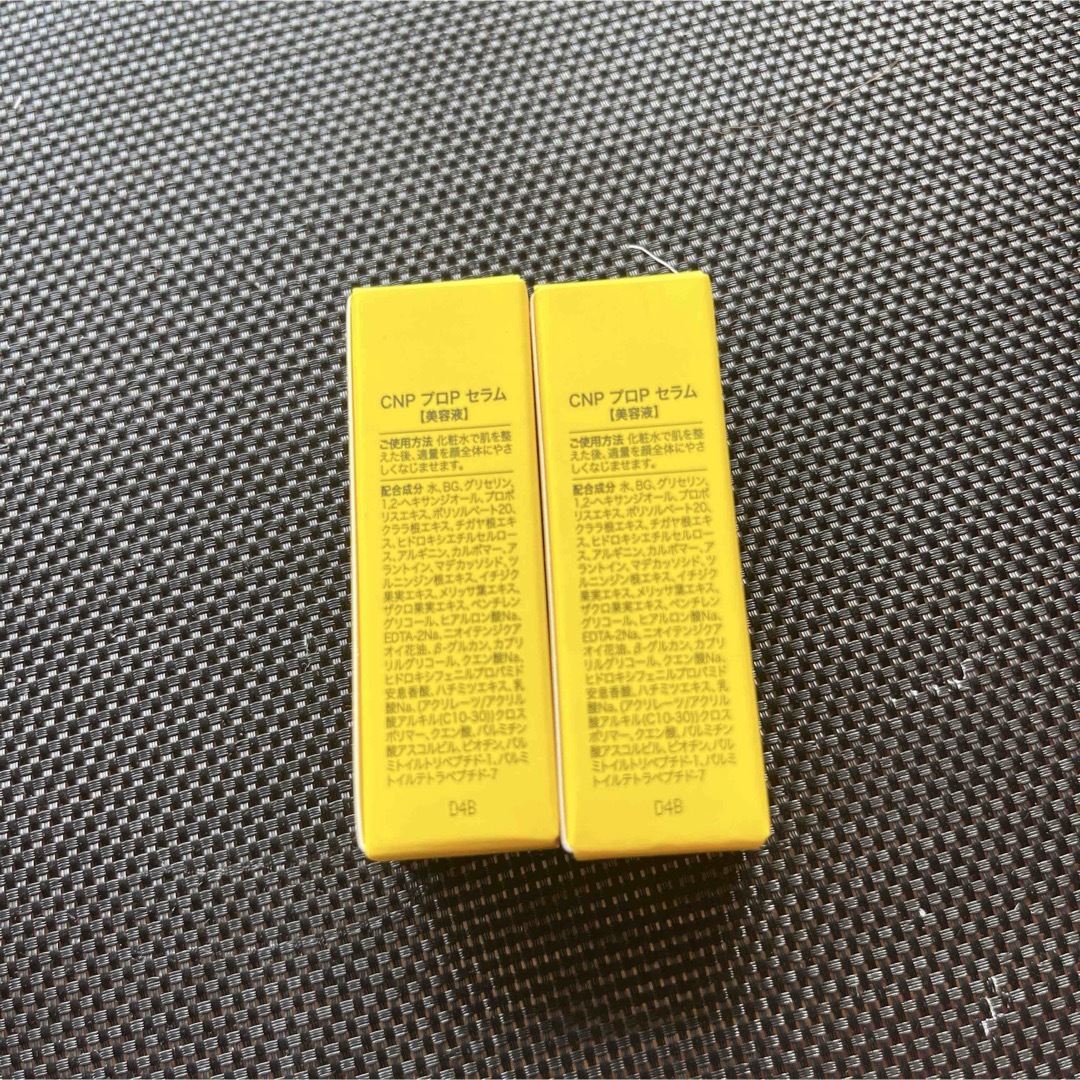 CNP プロP セラム
【美容液】
ご使用方法 化粧水で肌を整
えた後、適量を顔全体にやさ
しくなじませます。
配合成分 水、BG、グリセリン、
1,2-ヘキサンジオール、プロポ
リスエキス、ポリソルベート20、
クララ根エキス、チガヤ根エキ
ス、ヒドロキシエチルセルロー
ス、アルギニン、カルボマー、ア
ラントイン、マデカッソシド、ツ
ルニンジン根エキス、イチジク
果実エキス、メリッサ葉エキス、
ザクロ果実エキス、ペンチレン
グリコール、ヒアルロン酸Na、
EDTA-2Na、ニオイテンジクア
オイ花油、β-グルカン、カプリ
リルグリコール、クエン酸Na、
ヒドロキシフェニルプロパミド
安息香酸、ハチミツエキス、乳
酸Na、(アクリレーツ/アクリル
酸アルキル(C10-30))クロス
ポリマー、クエン酸、パルミチン
酸アスコルビル、ビオチン、パル
ミトイルトリペプチド-1、パルミ
トイルテトラペプチド-7
D4B
CNP プロP セラム
【美容液】
ご使用方法 化粧水で肌を整
えた後、適量を顔全体にやさ
しくなじませます。
配合成分 水、BG、グリセリン、
1,2-ヘキサンジオール、プロポ
リスエキス、ポリソルベート20、
クララ根エキス、チガヤ根エキ
ス、ヒドロキシエチルセルロー
ス、アルギニン、カルボマー、ア
ラントイン、マデカッソシド、ツ
ルニンジン根エキス、イチジク
果実エキス、メリッサ葉エキス、
ザクロ果実エキス、ペンチレン
グリコール、ヒアルロン酸Na、
EDTA-2Na、ニオイテンジクア
オイ花油、β-グルカン、カプリ
リルグリコール、クエン酸Na、
ヒドロキシフェニルプロパミド
安息香酸、ハチミツエキス、乳
酸Na、(アクリレーツ/アクリル
酸アルキル(C10-30))クロス
ポリマー、クエン酸、パルミチン
酸アスコルビル、ビオチン、パル
ミトイルトリペプチド-1、パルミ
トイルテトラペプチド-7
D4B